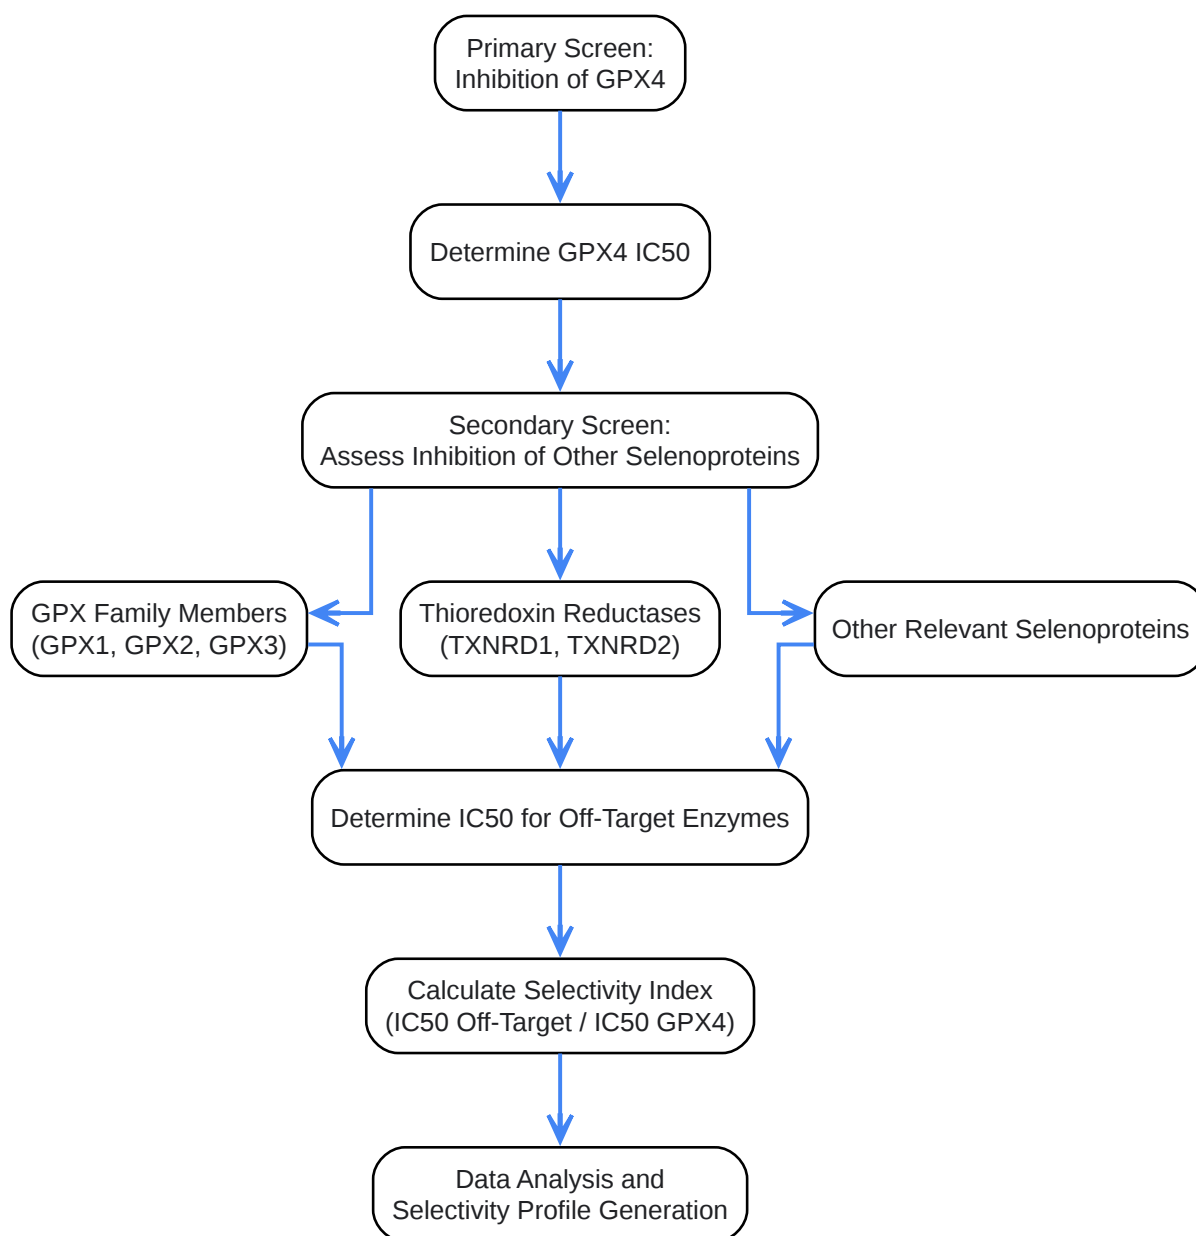 Primary Screen:
Inhibition of GPX4
Determine GPX4 IC50
Secondary Screen:
Assess Inhibition of Other Selenoproteins
GPX Family Members
(GPX1, GPX2, GPX3)
Thioredoxin Reductases
(TXNRD1, TXNRD2)
Other Relevant Selenoproteins
Determine IC50 for Off-Target Enzymes
Calculate Selectivity Index
(IC50 Off-Target / IC50 GPX4)
Data Analysis and
Selectivity Profile Generation